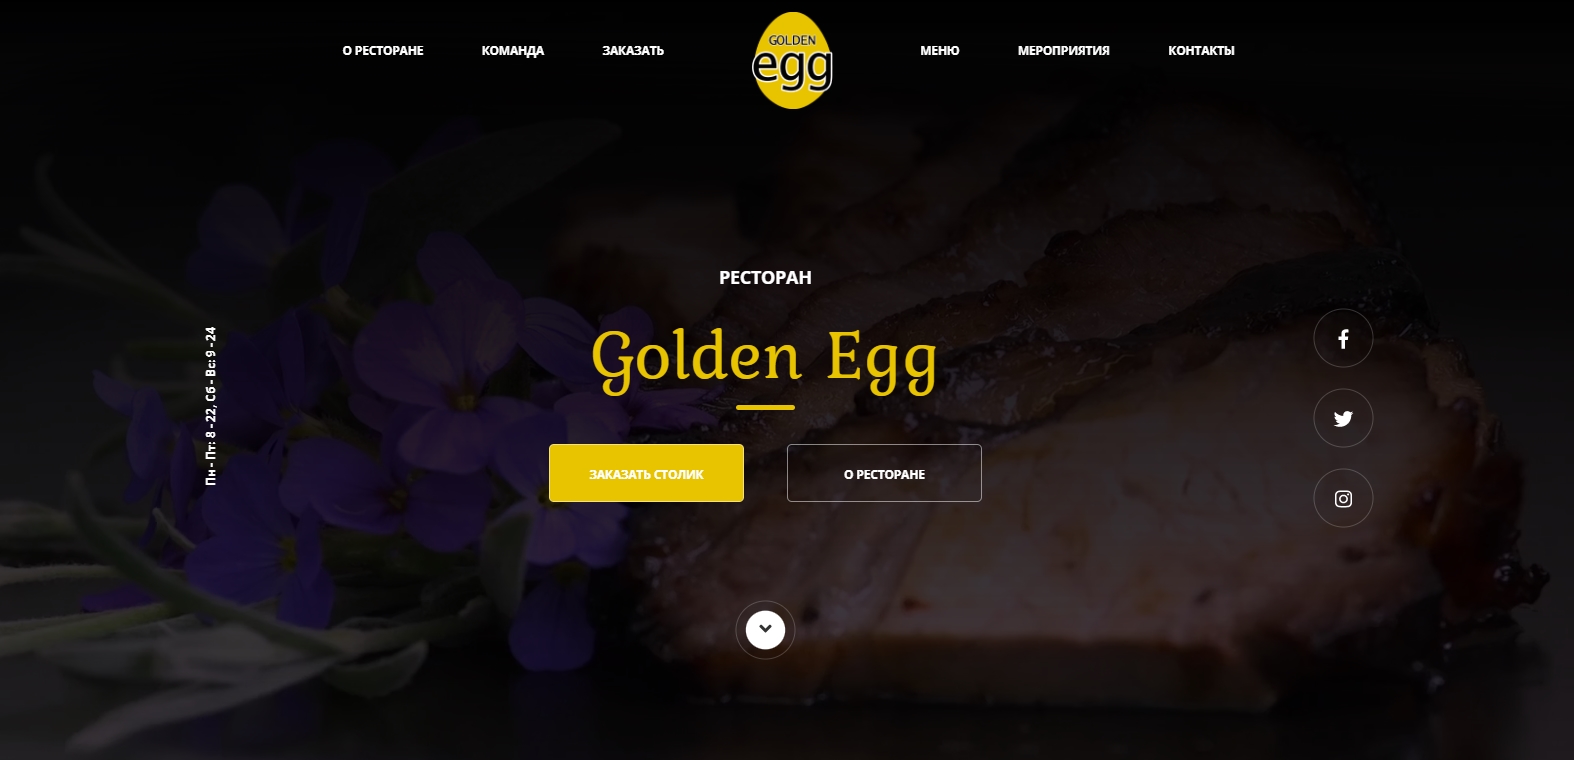 О РЕСТОРАНЕ
КОМАНДА
ЗАКАЗАТЬ
GOLDEN
egg
МЕНЮ
МЕРОПРИЯТИЯ
КОНТАКТЫ
РЕСТОРАН
Golden Egg
Пн - Пт: 8 -22, Сб - Вс: 9 -24
ЗАКАЗАТЬ СТОЛИК
О РЕСТОРАНЕ